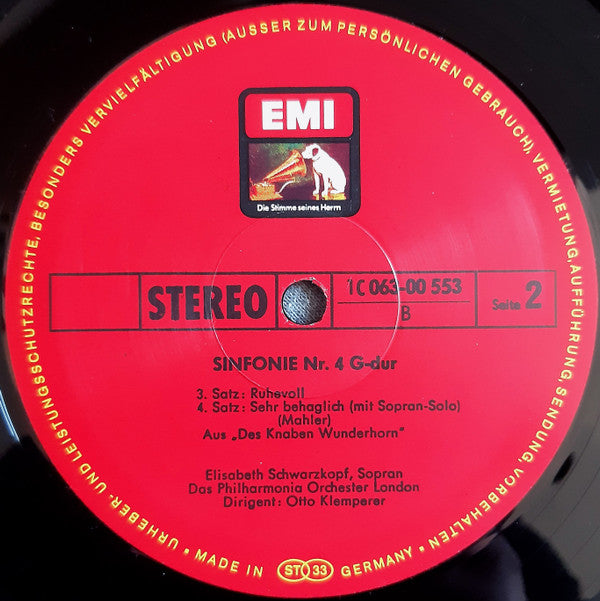 URHEBER- UND LEISTUNGSSCHUTZRECHTE, BESONDERS VERVIELFÄLTIGUNG (AUSSER ZUM PERSÖNLICHEN GEBRAUCH), VERMIETUNG, AUFFÜHRUNG, SENDUNG, VORBEHALTEN •
EMI
Die Stimme seines Herrn
STEREO
1C 063-00 553
B
Seite 2
SINFONIE Nr. 4 G-dur
3. Satz: Ruhevoll
4. Satz: Sehr behaglich (mit Sopran-Solo)
(Mahler)
Aus „Des Knaben Wunderhorn"
Elisabeth Schwarzkopf, Sopran
Das Philharmonia Orchester London
Dirigent: Otto Klemperer
• MADE IN ST 33 GERMANY •